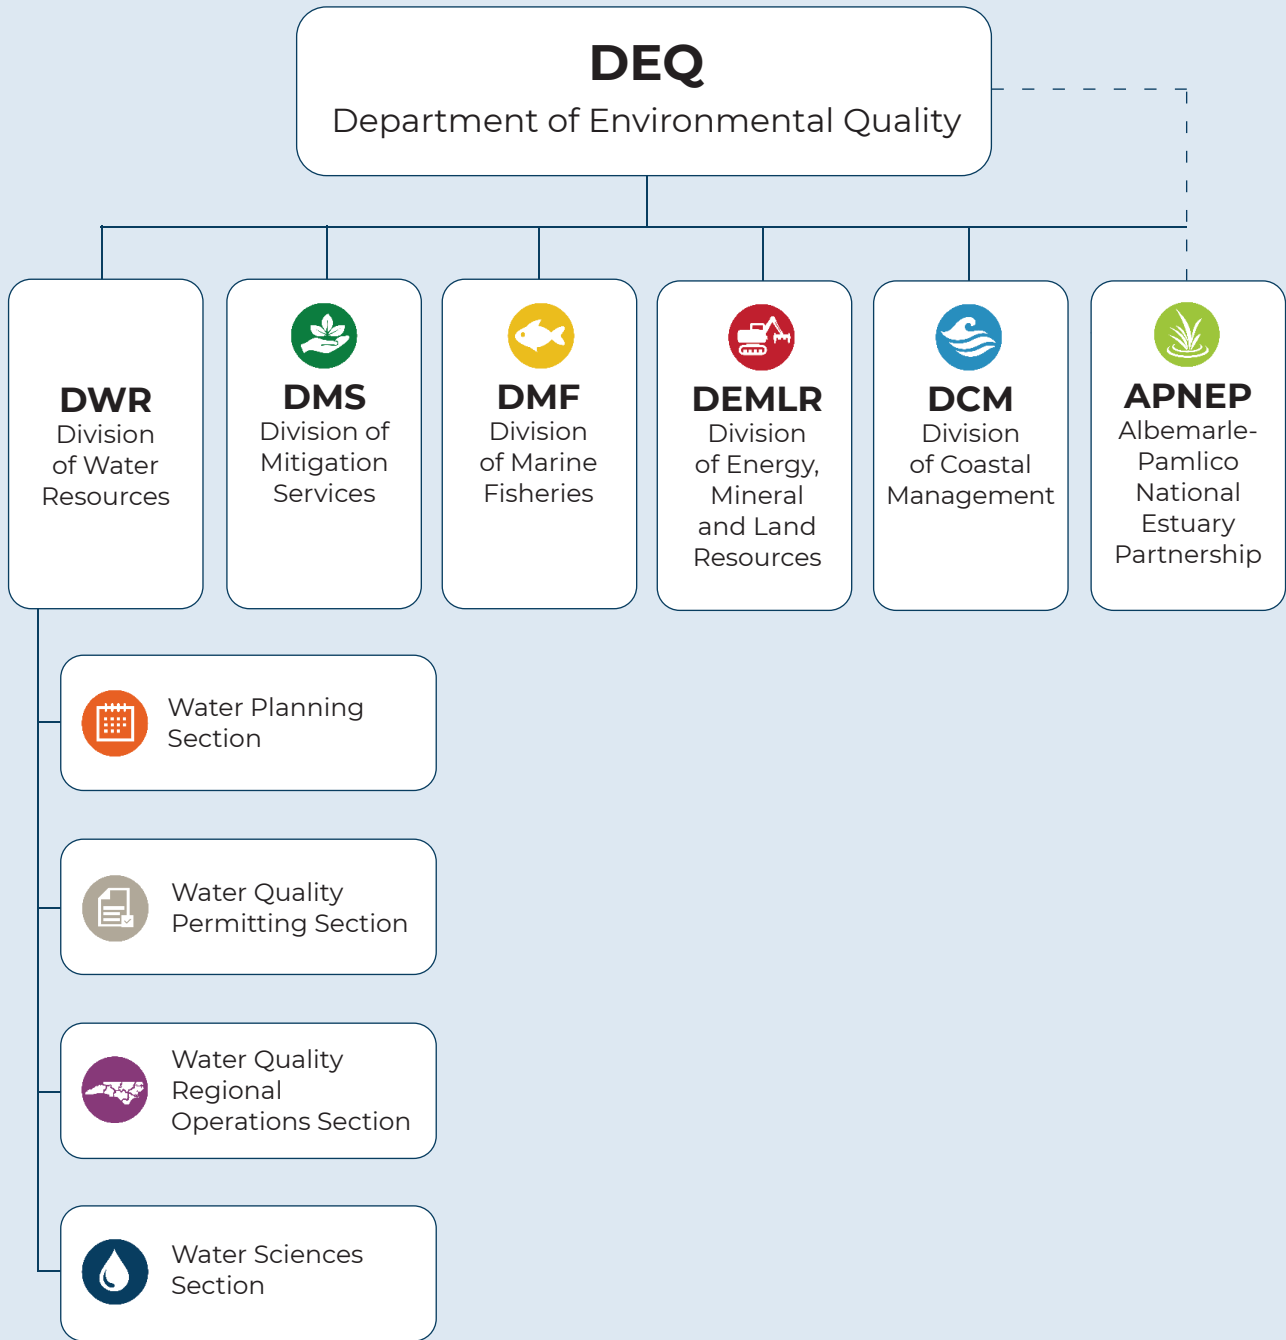 DEQ
Department of Environmental Quality
DWR
Division
of Water
Resources
DMS
Division of
Mitigation
Services
DMF
Division
of Marine
Fisheries
DEMLR
Division
of Energy,
Mineral
and Land
Resources
DCM
Division
of Coastal
Management
APNEP
Albemarle-
Pamlico
National
Estuary
Partnership
Water Planning
Section
Water Quality
Permitting Section
Water Quality
Regional
Operations Section
Water Sciences
Section